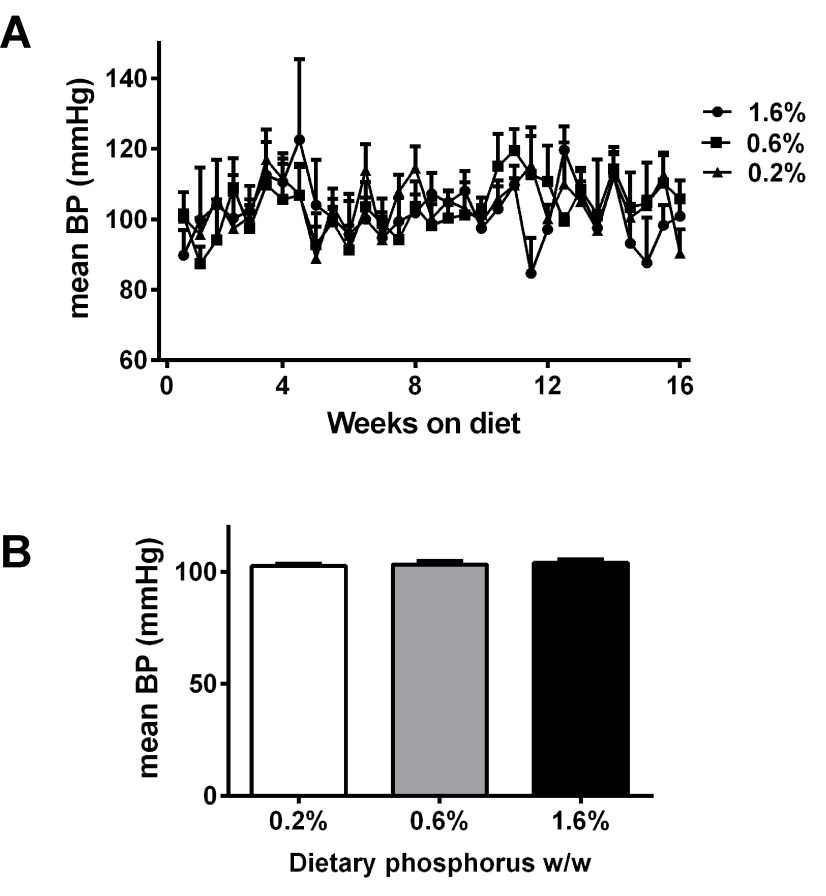 A
mean BP (mmHg)
140
120
100
80
60
0 4 8 12 16
Weeks on diet
1.6%
0.6%
0.2%
B
mean BP (mmHg)
100
50
0
0.2% 0.6% 1.6%
Dietary phosphorus w/w